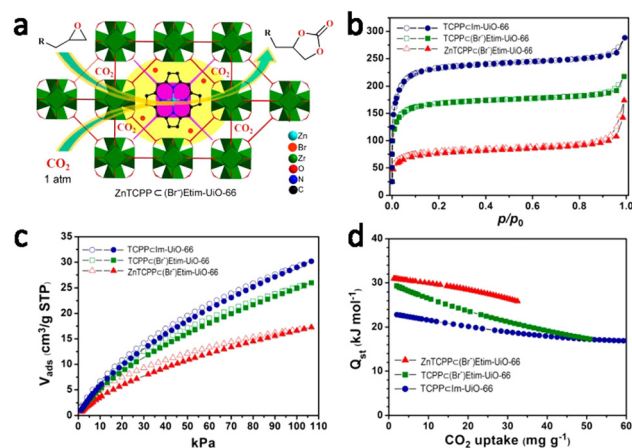 a
R
O
R
O
O
O
CO₂
CO₂
CO₂
CO₂
1 atm
Zn
Br
Zr
O
N
C
ZnTCPP⊂(Br⁻)Etim-UiO-66
b
TCPP⊂Im-UiO-66
TCPP⊂(Br⁻)Etim-UiO-66
ZnTCPP⊂(Br⁻)Etim-UiO-66
300
250
200
150
100
50
0
0.0 0.2 0.4 0.6 0.8 1.0
p/p₀
c
TCPP⊂Im-UiO-66
TCPP⊂(Br⁻)Etim-UiO-66
ZnTCPP⊂(Br⁻)Etim-UiO-66
V ads (cm³/g STP)
35
30
25
20
15
10
5
0
0 10 20 30 40 50 60 70 80 90 100 110
kPa
d
Q st (kJ mol⁻¹)
40
30
20
10
0
ZnTCPP⊂(Br⁻)Etim-UiO-66
TCPP⊂(Br⁻)Etim-UiO-66
TCPP⊂Im-UiO-66
0 10 20 30 40 50 60
CO₂ uptake (mg g⁻¹)